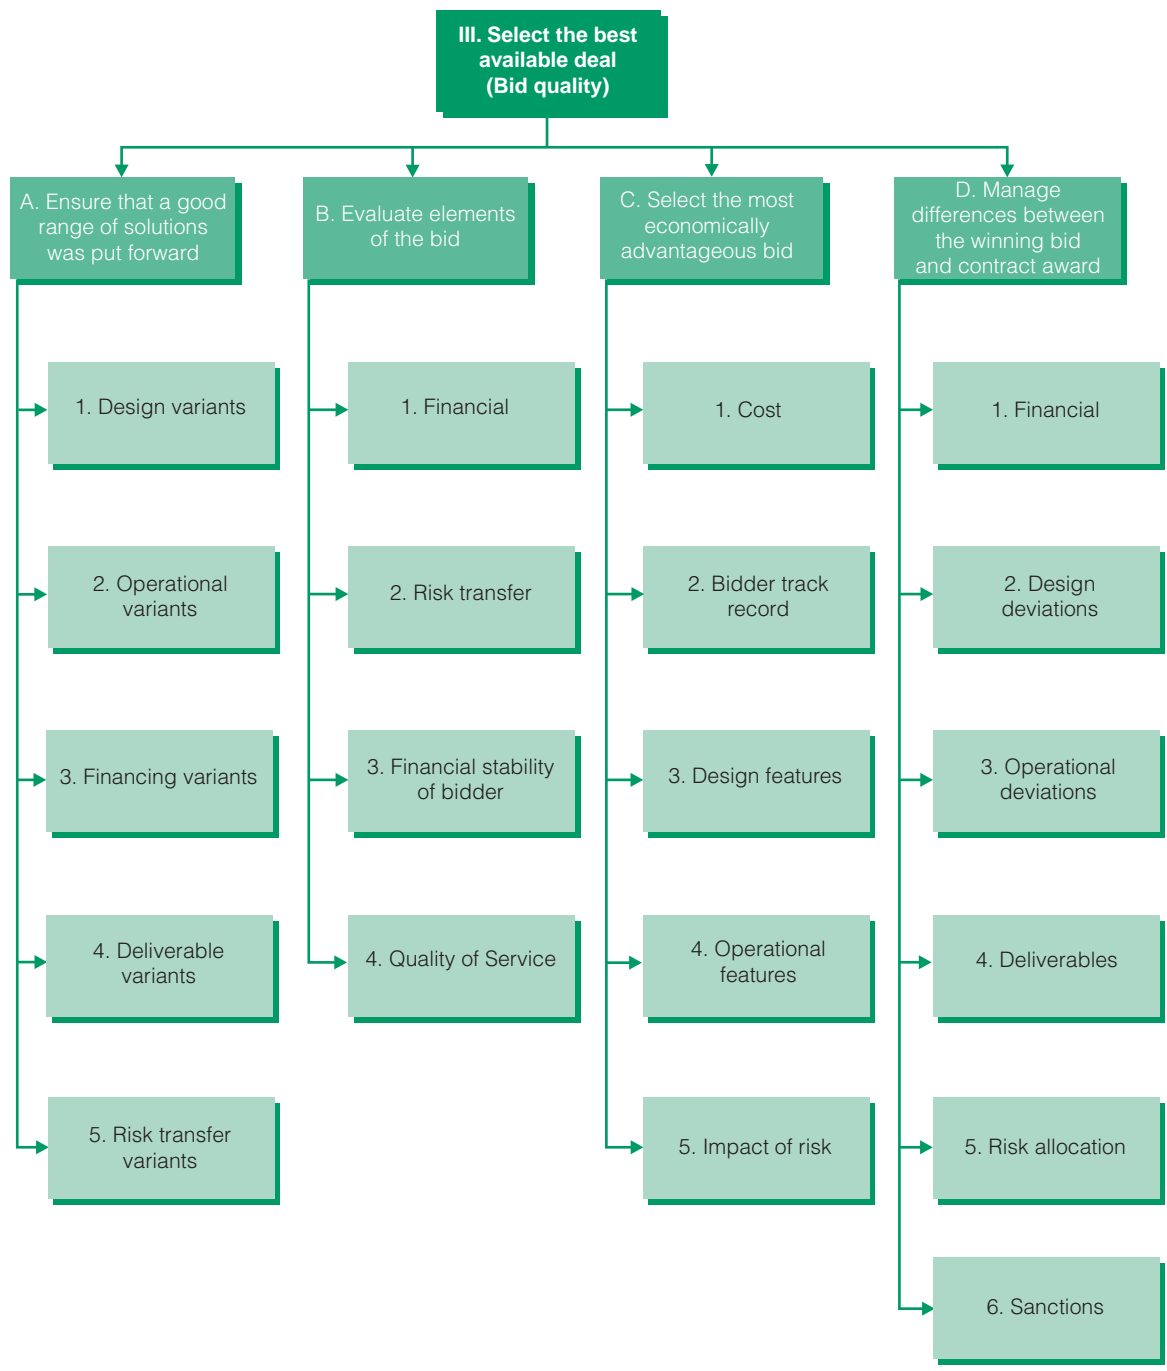 III. Select the best
available deal
(Bid quality)
A. Ensure that a good
range of solutions
was put forward
B. Evaluate elements
of the bid
C. Select the most
economically
advantageous bid
D. Manage
differences between
the winning bid
and contract award
1. Design variants
2. Operational
variants
3. Financing variants
4. Deliverable
variants
5. Risk transfer
variants
1. Financial
2. Risk transfer
3. Financial stability
of bidder
4. Quality of Service
1. Cost
2. Bidder track
record
3. Design features
4. Operational
features
5. Impact of risk
1. Financial
2. Design
deviations
3. Operational
deviations
4. Deliverables
5. Risk allocation
6. Sanctions